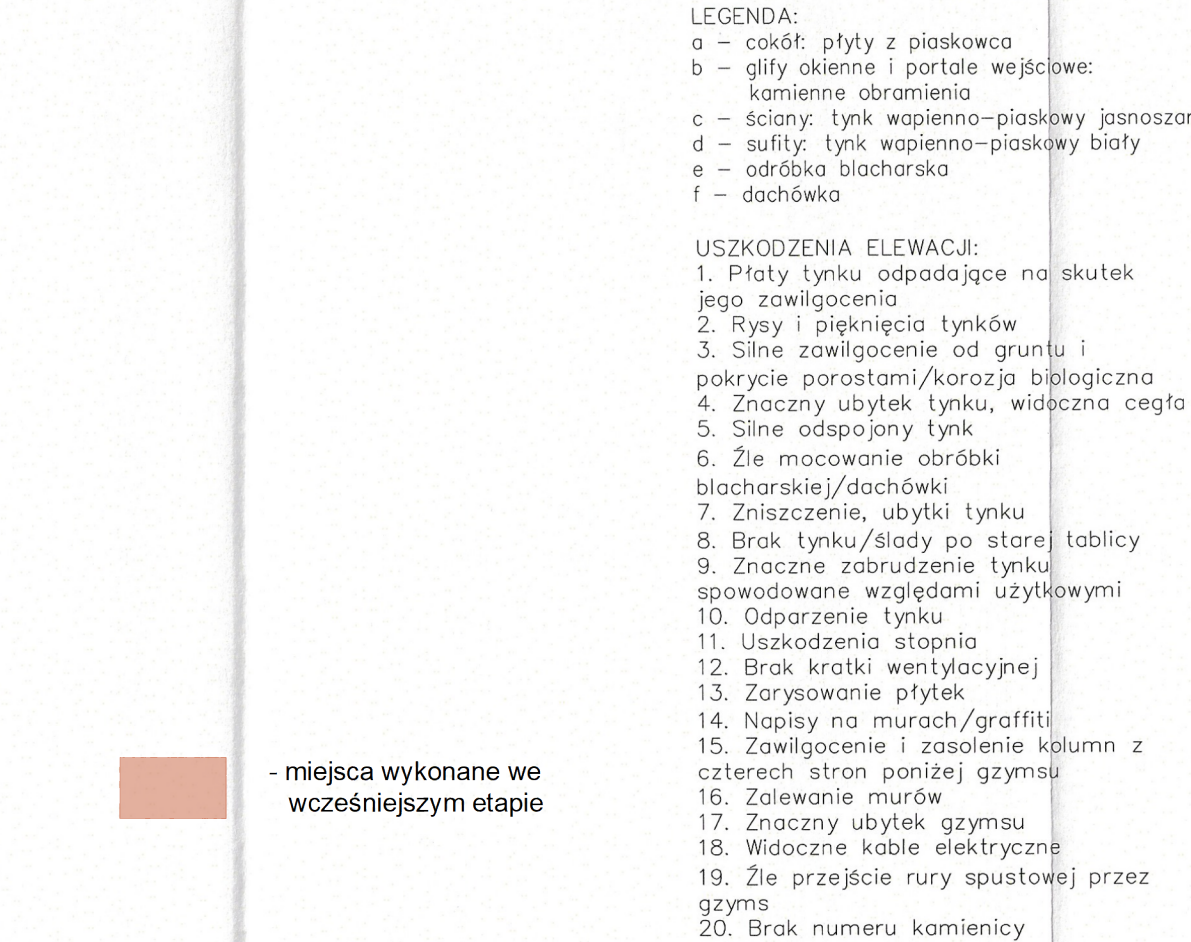 LEGENDA:
a – cokół: płyty z piaskowca
b – glify okienne i portale wejściowe:
kamienne obramienia
c – ściany: tynk wapienno–piaskowy
d – sufity: tynk wapienno–piaskowy biały
e – odróbka blacharska
f – dachówka
USZKODZENIA ELEWACJI:
1. Płaty tynku odpadające na skutek
jego zawilgocenia
2. Rysy i pięknięcia tynków
3. Silne zawilgocenie od gruntu i
pokrycie porostami/korozja biologiczna
4. Znaczny ubytek tynku, widoczna cegła
5. Silne odspojony tynk
6. Źle mocowanie obróbki
blacharskiej/dachówki
7. Zniszczenie, ubytki tynku
8. Brak tynku/ślady po starej tablicy
9. Znaczne zabrudzenie tynku
spowodowane względami użytkowymi
10. Odparzenie tynku
11. Uszkodzenia stopnia
12. Brak kratki wentylacyjnej
13. Zarysowanie płytek
14. Napisy na murach/graffiti
15. Zawilgocenie i zasolenie kolumn z
czterech stron poniżej gzymsu
16. Zalewanie murów
17. Znaczny ubytek gzymsu
18. Widoczne kable elektryczne
19. Źle przejście rury spustowej przez
gzyms
20. Brak numeru kamienicy
- miejsca wykonane we
wcześniejszym etapie